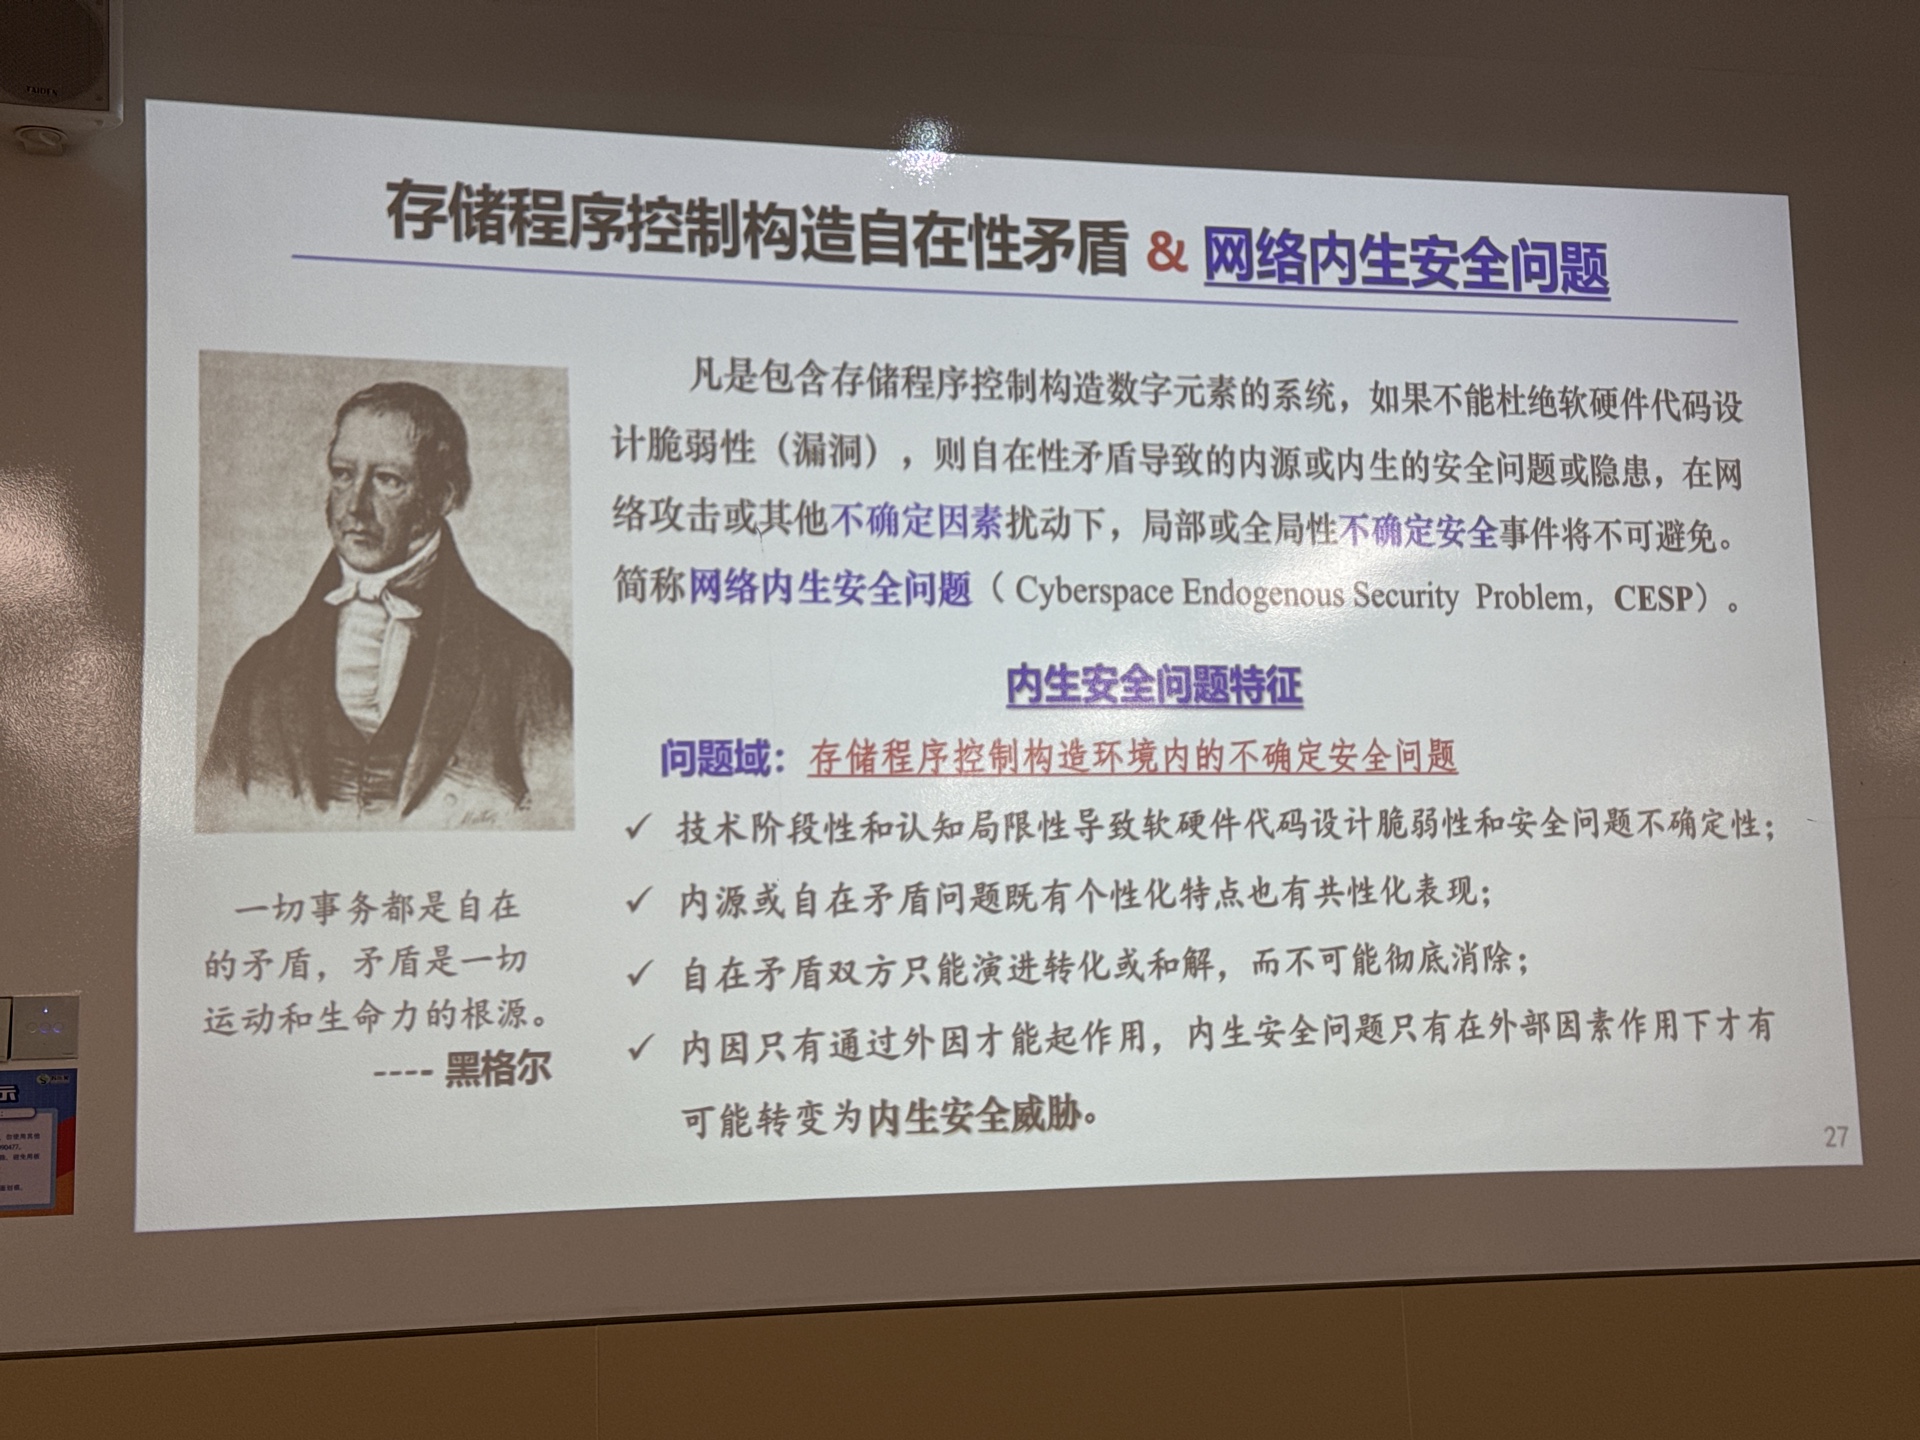 存储程序控制构造自在性矛盾 & 网络内生安全问题
凡是包含存储程序控制构造数字元素的系统，如果不能杜绝软硬件代码设
计脆弱性（漏洞），则自在性矛盾导致的内源或内生的安全问题或隐患，在网
络攻击或其他不确定因素扰动下，局部或全局性不确定安全事件将不可避免。
简称网络内生安全问题（ Cyberspace Endogenous Security Problem，CESP）。
内生安全问题特征
问题域：存储程序控制构造环境内的不确定安全问题
✓ 技术阶段性和认知局限性导致软硬件代码设计脆弱性和安全问题不确定性；
✓ 内源或自在矛盾问题既有个性化特点也有共性化表现；
✓ 自在矛盾双方只能演进转化或和解，而不可能彻底消除；
✓ 内因只有通过外因才能起作用，内生安全问题只有在外部因素作用下才有
可能转变为内生安全威胁。
一切事务都是自在
的矛盾，矛盾是一切
运动和生命力的根源。
---- 黑格尔
27